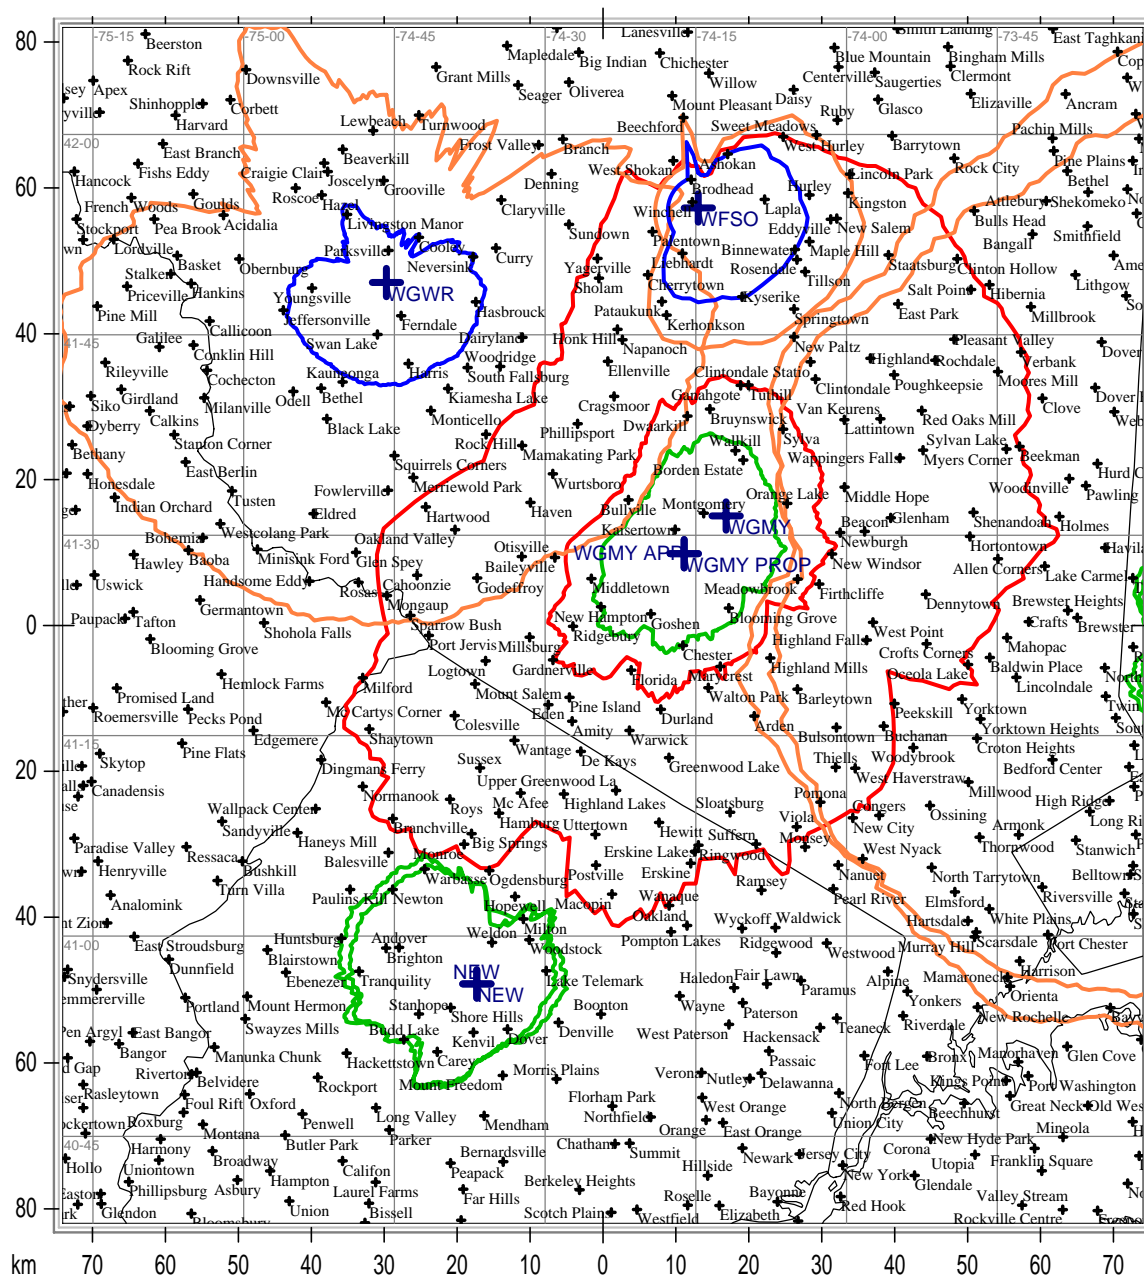 -75-15 -75-00 -74-45 -74-30 -74-15 -74-00 -73-45
Beerston Mapledale Lanesville Smith Landing East Taghkani
Rock Rift Big Indian Chichester Blue Mountain Bingham Mills
sey Apex Downsville Grant Mills Seager Oliverea Willow Centerville Saugerties Clermont
yville Shinhopple Corbett Mount Pleasant Daisy Ruby Glasco Elizaville Ancram
Harvard Lewbeach Turnwood Beechford Sweet Meadows Pachin Mills
42-00 East Branch Beaverkill Frost Valley Branch West Hurley Barrytown
Fishs Eddy Craigie Clair Joscelyn West Shokan Ashokan Rock City Pine Plains
Hancock Grooville Denning Brodhead Hurley Lincoln Park Bethel
French Woods Goulds Roscoe Hazel Claryville WFSO Lapla Kingston Attlebury Shekomeko
Stockport Pea Brook Acidalia Livingston Manor Sundown Winchell Eddyville New Salem Bulls Head Smithfield
Lordville Parksville Cooley Palentown Binnewater Maple Hill Bangall
Stalker Basket Obernburg Neversink Curry Yagerville Liebhardt Rosendale Staatsburg Clinton Hollow
Priceville Hankins Youngsville WGWR Sholam Cherrytown Tillson Salt Point Hibernia Lithgow
Pine Mill Jeffersonville Hasbrouck Pataukunk Kyserike East Park Millbrook
Callicoon Ferndale Kerhonkson Springtown
41-45 Galilee Conklin Hill Swan Lake Dairyland Honk Hill Napanoch New Paltz Pleasant Valley
Rileyville Cochecton Kauneonga Harris Woodridge Highland Rochdale Verbank
Siko Girdland Milanville Bethel South Fallsburg Ellenville Clintondale Statio Clintondale Poughkeepsie Moores Mill
Dyberry Calkins Odell Kiamesha Lake Cragsmoor Ganahgote Tuthill Van Keurens Clove
Black Lake Monticello Dwaarkill Bruynswick Lattintown Red Oaks Mill
Bethany Stanton Corner Rock Hill Phillipsport Wallkill Sylva Sylvan Lake
East Berlin Squirrels Corners Mamakating Park Borden Estate Wappingers Fall Myers Corner Beekman
Honesdale Tusten Fowlerville Merriewold Park Wurtsboro Bullville Orange Lake Middle Hope Woodinville Pawling
Indian Orchard Eldred Hartwood Haven Montgomery WGMY Beacon Glenham Shenandoah Holmes
41-30 Bohemia Westcolang Park Oakland Valley Kaisertown Newburgh Hortontown
Hawley Baoba Minisink Ford Glen Spey Otisville WGMY APP WGMY PROP New Windsor Allen Corners
Uswick Handsome Eddy Cahoonzie Baileyville Middletown Meadowbrook Firthcliffe Lake Carmel
Germantown Rosas Mongaup Godeffroy Blooming Grove Dennytown Brewster Heights
Paupack Tafton Shohola Falls Sparrow Bush New Hampton Goshen West Point Crafts Brewster
Blooming Grove Port Jervis Millsburg Ridgebury Chester Highland Falls Crofts Corners Mahopac
Promised Land Hemlock Farms Logtown Gardnerville Florida Marycrest Highland Mills Oceola Lake Baldwin Place
Milford Mount Salem Walton Park Barleytown Lincolndale
Roemersville Pecks Pond Mc Cartys Corner Pine Island Durland Peekskill Yorktown
Edgemere Colesville Eden Amity Arden Bulsontown Buchanan Yorktown Heights
41-15 Pine Flats Shaytown Wantage Warwick Thiells Woodybrook Croton Heights
Skytop Dingmans Ferry Sussex De Kays Greenwood Lake West Haverstraw Bedford Center
Canadensis Normanook Upper Greenwood La Pomona Millwood
Wallpack Center Roys Mc Afee Highland Lakes Sloatsburg Congers Ossining High Ridge
Sandyville Branchville Hamburg Uttertown Hewitt Suffern Viola New City Armonk
Paradise Valley Haneys Mill Big Springs Monsey Thornwood Stanwich
Ressaca Balesville Monroe Erskine Lakes Ringwood West Nyack
Henryville Bushkill Warbasse Ogdensburg Postville Erskine Nanuet North Tarrytown Belltown
Turn Villa Paulins Kill Newton Wanaque Ramsey Pearl River Elmsford Riversville
Analomink Hopewell Macopin Oakland Wyckoff Waldwick Hartsdale White Plains
41-00 East Stroudsburg Huntsburg Andover Weldon Milton Pompton Lakes Ridgewood Murray Hill Scarsdale Port Chester
Dunnfield Blairstown Brighton Woodstock Westwood Harrison
Snydersville Ebenezer Tranquility NEW Lake Telemark Haledon Fair Lawn Alpine Mamaroneck
Portland Mount Hermon Stanhope NEW Boonton Wayne Paramus Yonkers Orienta
East Bangor Swayzes Mills Budd Lake Shore Hills Denville West Paterson Paterson Riverdale New Rochelle
Pen Argyl Kenvil Dover Hackensack Teaneck
Bangor Manunka Chunk Hackettstown Carey Passaic Fort Lee Bronx Manorhaven Glen Cove
Riverton Belvidere Rockport Mount Freedom Morris Plains Verona Nutley Delawanna Kings Point Port Washington
Rasleytown Foul Rift Oxford Long Valley Florham Park West Orange North Bergen Beechhurst Great Neck Old West
Roxburg Montana Butler Park Parker Mendham Northfield Orange East Orange Union City Mineola
40-45 Harmony Broadway Bernardsville Chatham Summit Newark Jersey City Corona New Hyde Park
Hollo Uniontown Hampton Califon Peapack Berkeley Heights Hillside New York Utopia Franklin Square
Easton Phillipsburg Asbury Laurel Farms Far Hills Roselle Bayonne Glendale Valley Stream
Glendon Bloomsbury Union Bissell Scotch Plains Westfield Elizabeth Red Hook Rockville Centre
80
60
40
20
0
20
40
60
80
km 70 60 50 40 30 20 10 0 10 20 30 40 50 60 70